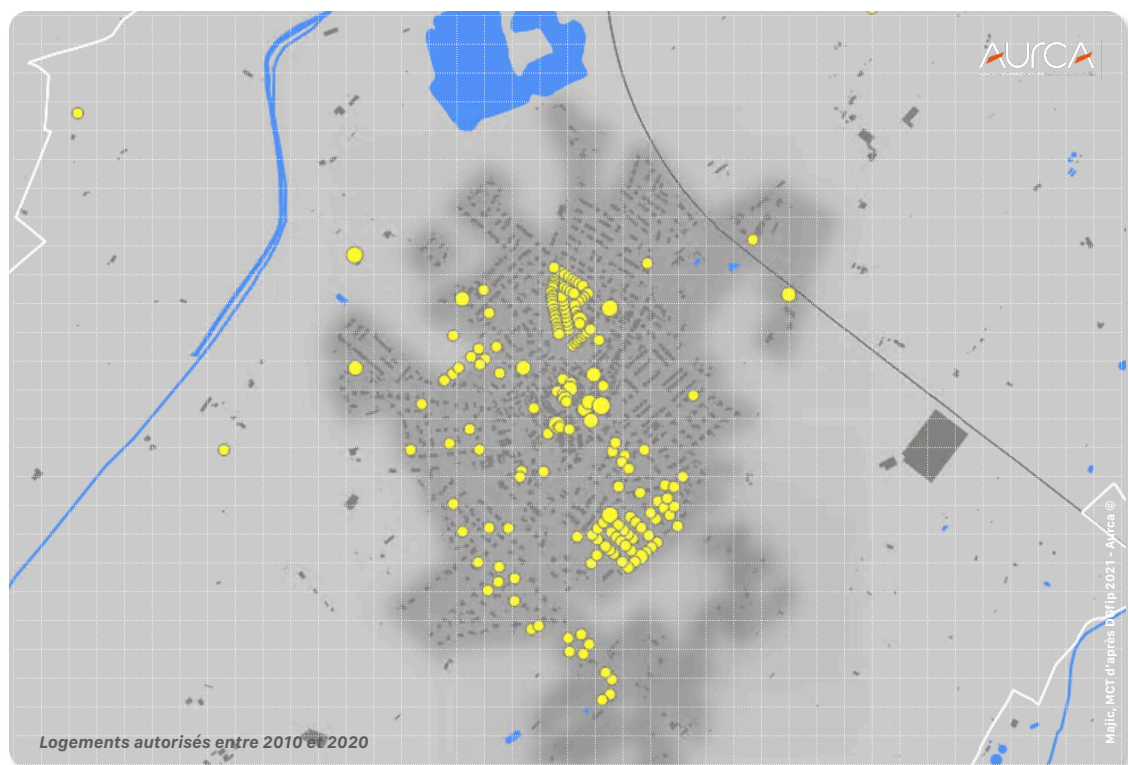 AURCA
Logements autorisés entre 2010 et 2020
Majic, MCT d'après DGfip 2021 - Aurca ©